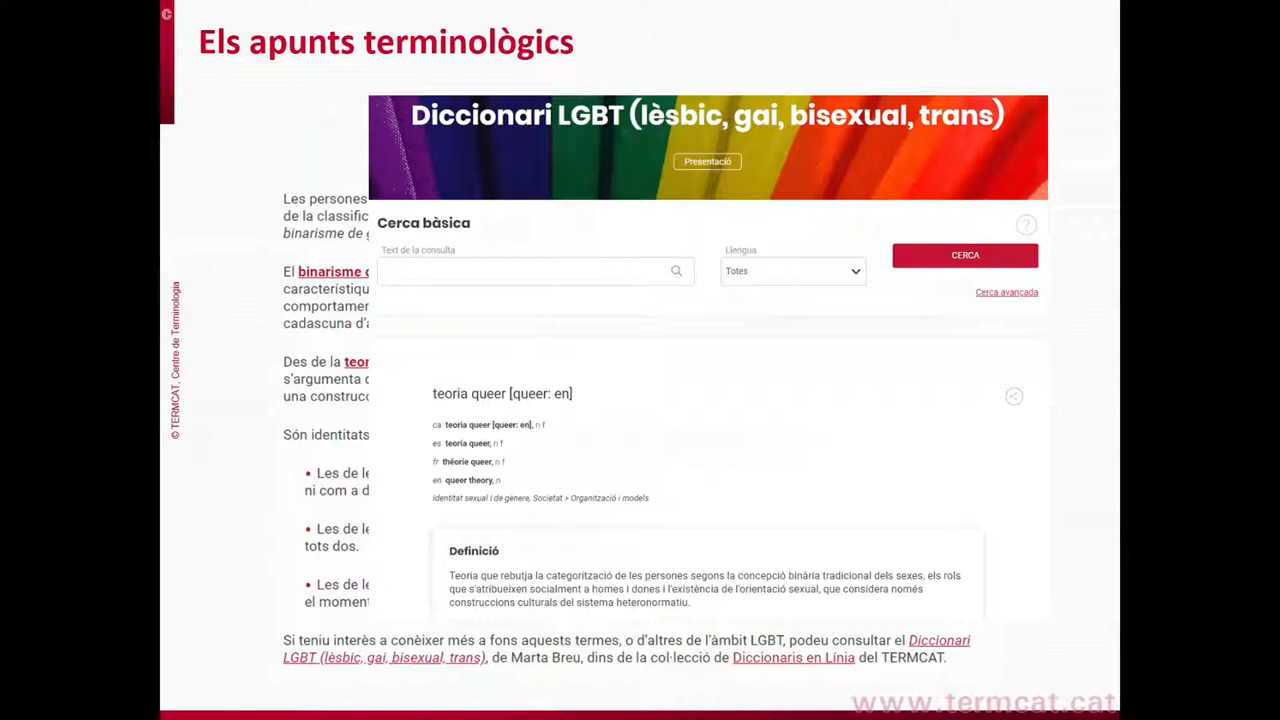 Els apunts terminològics
Diccionari LGBT (lèsbic, gai, bisexual, trans)
Presentació
Les persones
de la classific
binarisme de g
Cerca bàsica
?
Text de la consulta
Llengua
Totes
CERCA
Cerca avançada
El binarisme
característiqu
comportamen
cadascuna d'a
Des de la teor
s'argumenta
una construcc
Són identitats
• Les de le
ni com a d
• Les de le
tots dos.
• Les de le
el moment
teoria queer [queer: en]
ca teoria queer [queer: en], n f
es teoría queer, n f
fr théorie queer, n f
en queer theory, n
Identitat sexual i de gènere, Societat > Organització i models
Definició
Teoria que rebutja la categorització de les persones segons la concepció binària tradicional dels sexes, els rols
que s'atribueixen socialment a homes i dones i l'existència de l'orientació sexual, que considera només
construccions culturals del sistema heteronormatiu.
Si teniu interès a conèixer més a fons aquests termes, o d'altres de l'àmbit LGBT, podeu consultar el Diccionari
LGBT (lèsbic, gai, bisexual, trans), de Marta Breu, dins de la col·lecció de Diccionaris en Línia del TERMCAT.
© TERMCAT, Centre de Terminologia
www.termcat.cat